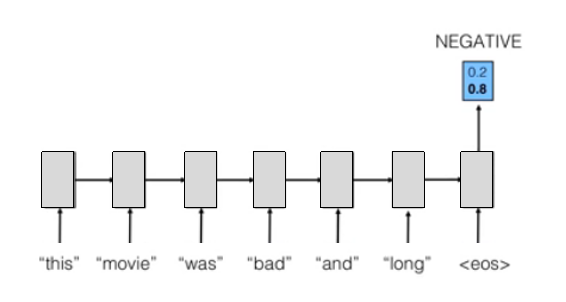 NEGATIVE
0.2
0.8
“this” “movie” “was” “bad” “and” “long” <eos>